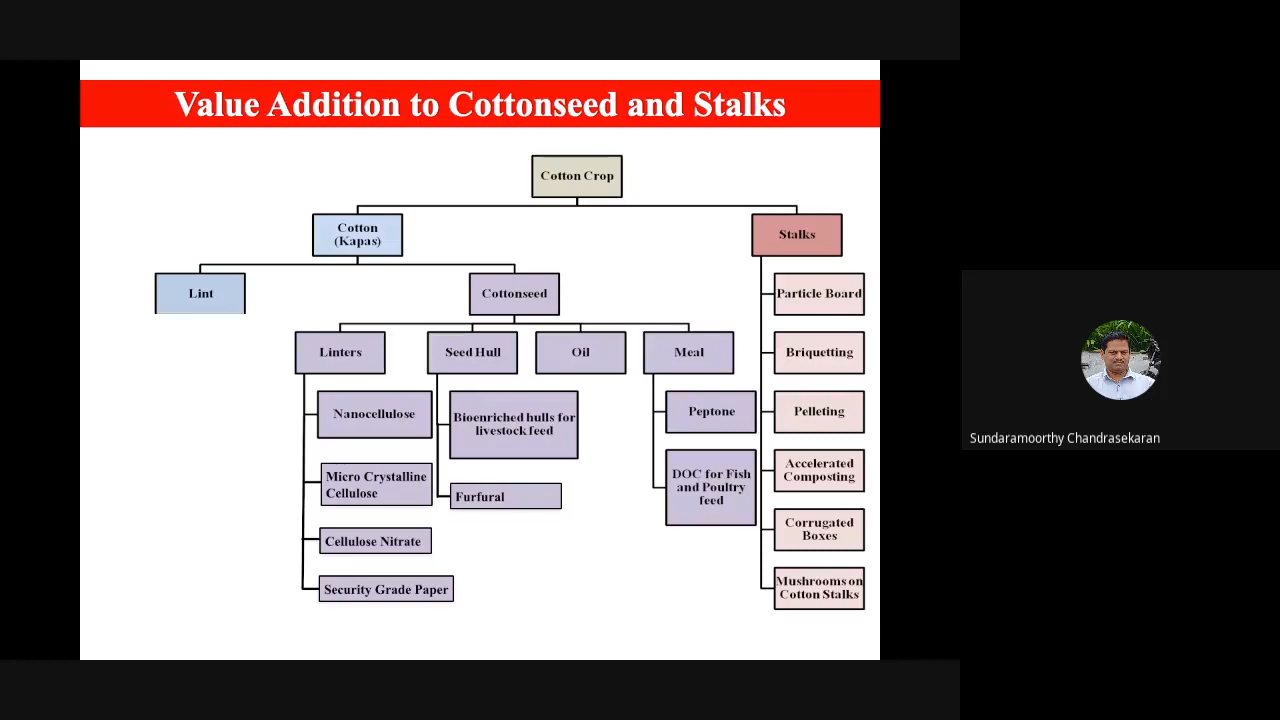 Value Addition to Cottonseed and Stalks
Cotton Crop
Cotton
(Kapas)
Stalks
Lint
Cottonseed
Particle Board
Linters
Seed Hull
Oil
Meal
Briquetting
Nanocellulose
Bioenriched hulls for
livestock feed
Peptone
Pelleting
Micro Crystalline
Cellulose
Furfural
DOC for Fish
and Poultry
feed
Accelerated
Composting
Cellulose Nitrate
Corrugated
Boxes
Security Grade Paper
Mushrooms on
Cotton Stalks
Sundaramoorthy Chandrasekaran